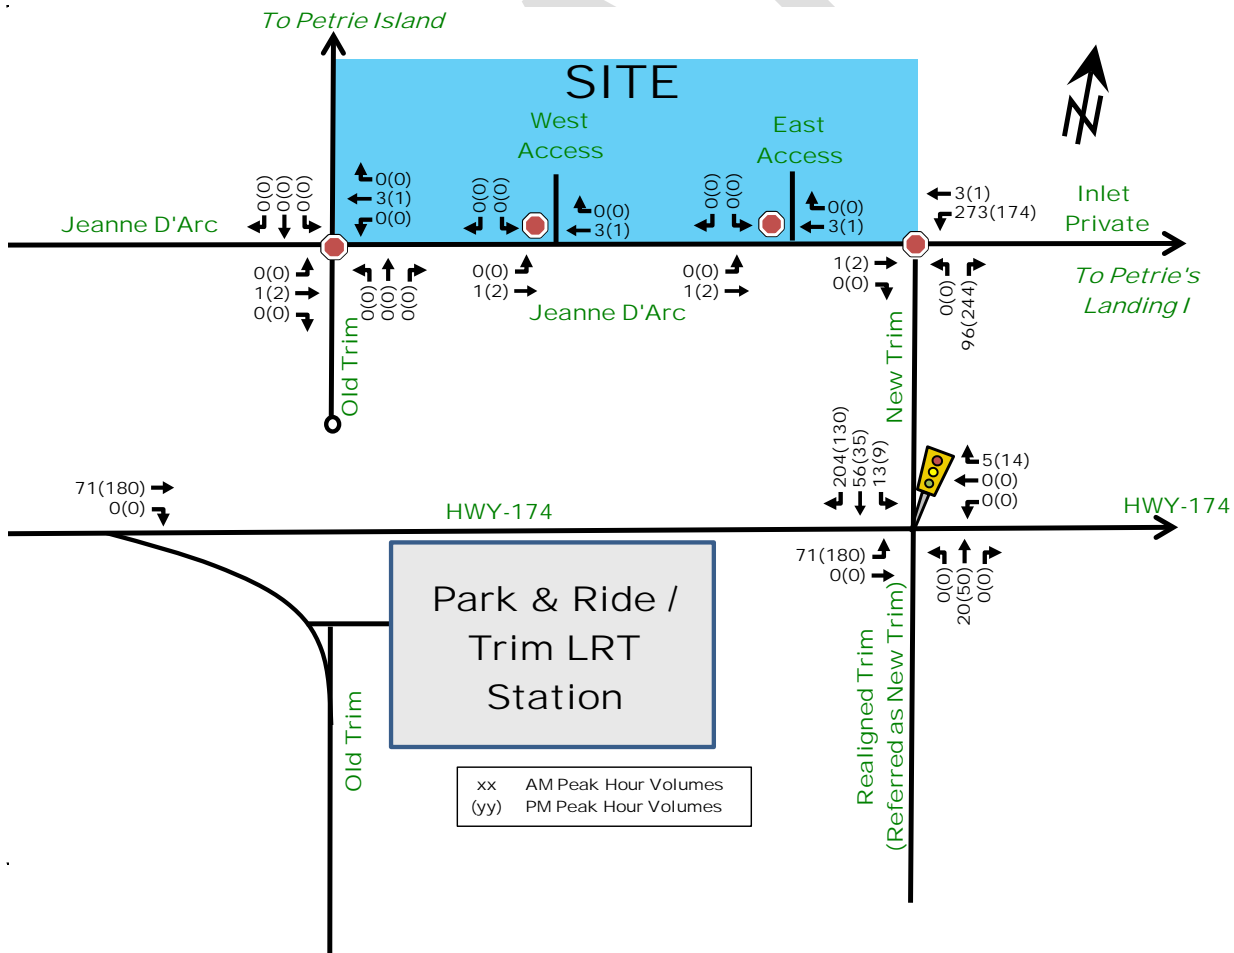 To Petrie Island
SITE
West
Access
East
Access
Jeanne D'Arc
0(0)
0(0)
0(0)
0(0)
3(1)
0(0)
0(0)
0(0)
0(0)
3(1)
0(0)
0(0)
0(0)
3(1)
3(1)
273(174)
Inlet
Private
0(0)
1(2)
0(0)
0(0)
0(0)
0(0)
0(0)
1(2)
Jeanne D'Arc
0(0)
1(2)
1(2)
0(0)
0(0)
96(244)
To Petrie's
Landing I
Old Trim
New Trim
204(130)
56(35)
13(9)
5(14)
0(0)
0(0)
71(180)
0(0)
HWY-174
HWY-174
71(180)
0(0)
0(0)
20(50)
0(0)
Park & Ride /
Trim LRT
Station
Old Trim
Realigned Trim
(Referred as New Trim)
xx AM Peak Hour Volumes
(yy) PM Peak Hour Volumes